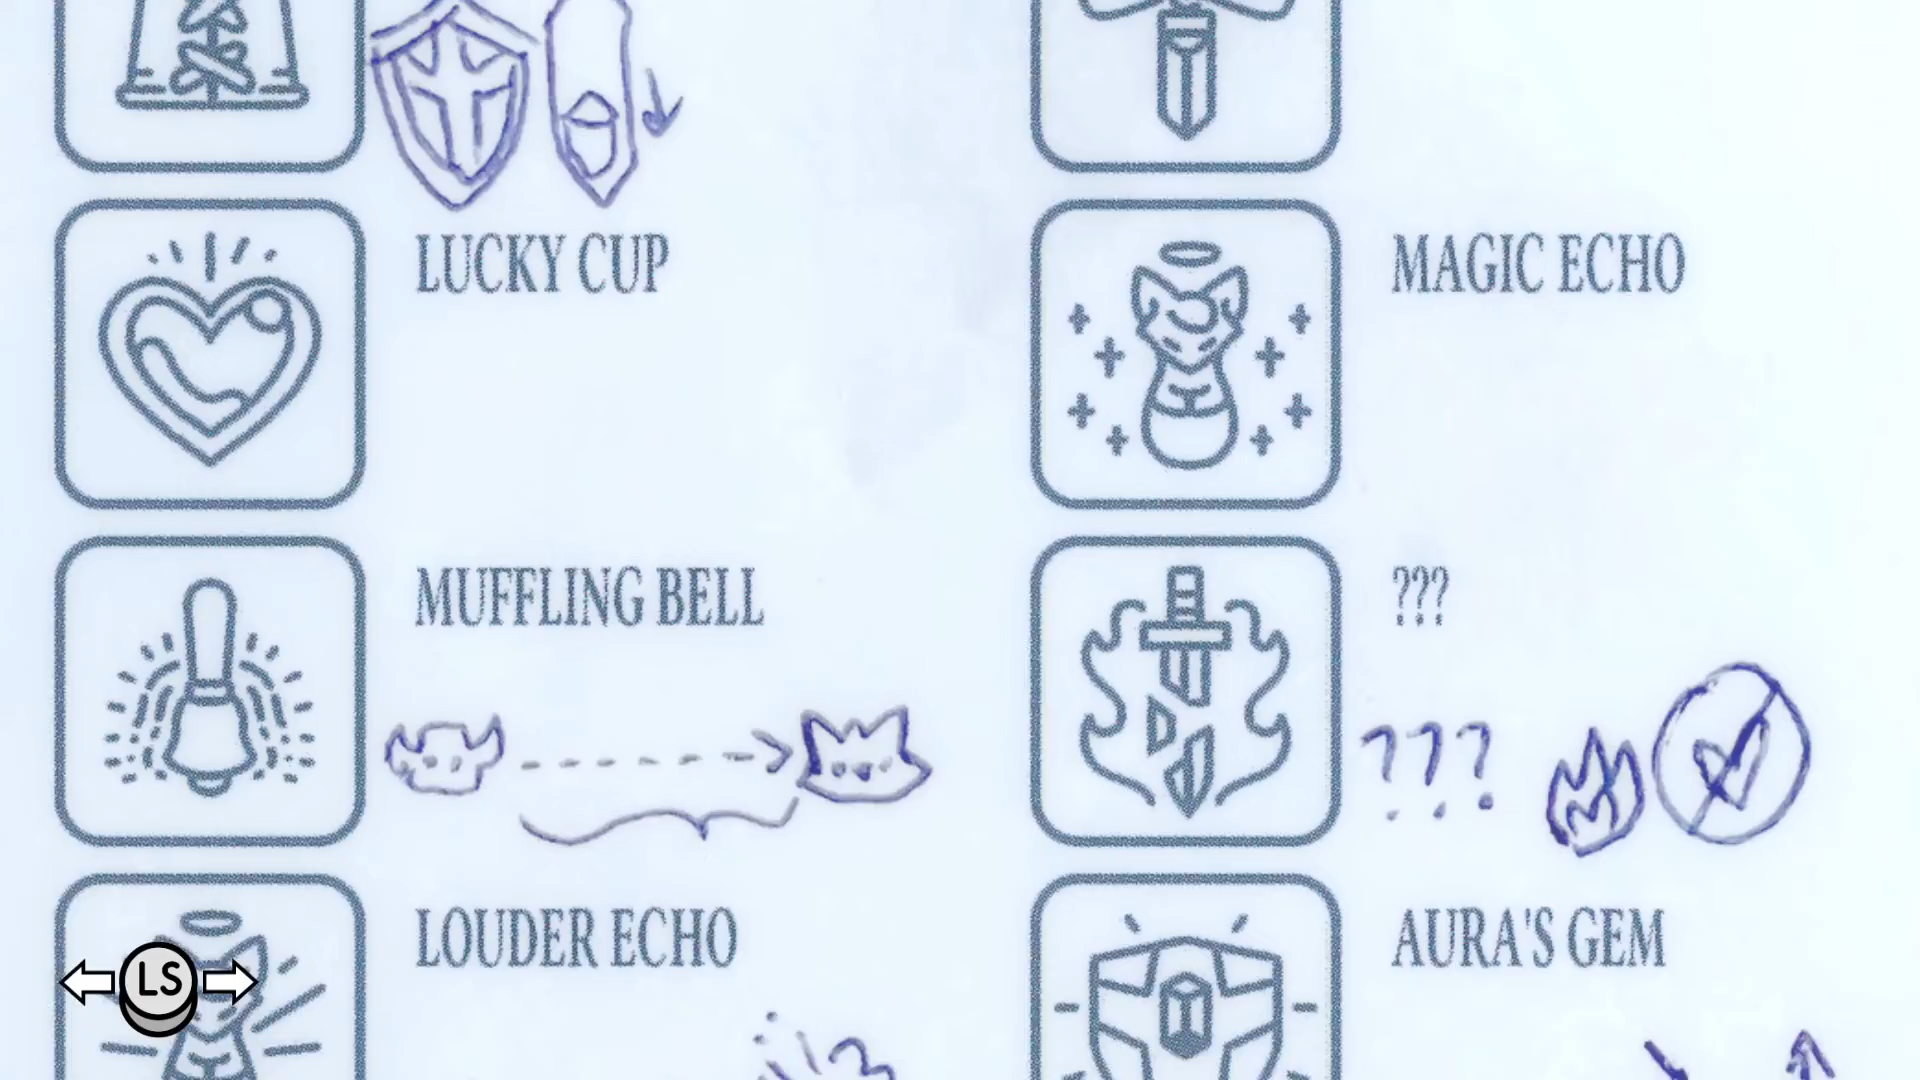 LUCKY CUP
MAGIC ECHO
MUFFLING BELL
???
???
LOUDER ECHO
AURA'S GEM
LS